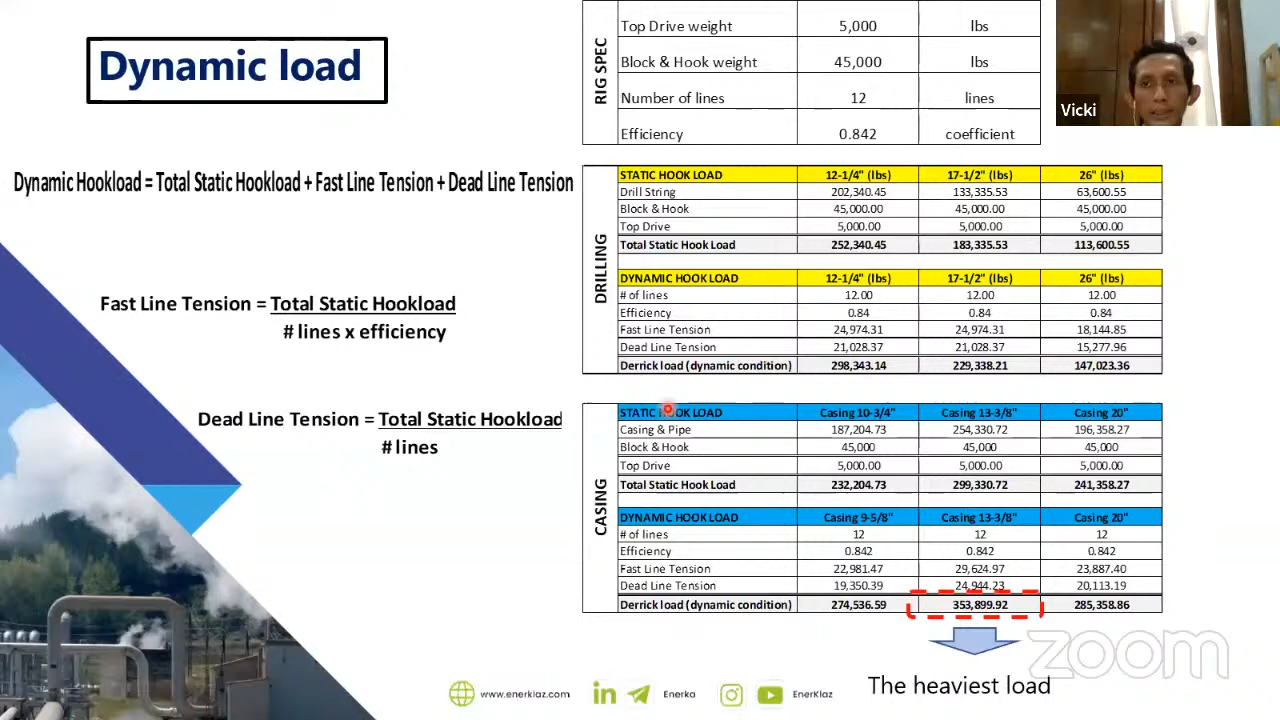 Dynamic load
Dynamic Hookload = Total Static Hookload + Fast Line Tension + Dead Line Tension
Fast Line Tension = Total Static Hookload
# lines x efficiency
Dead Line Tension = Total Static Hookload
# lines
RIG SPEC
Top Drive weight 5,000 lbs
Block & Hook weight 45,000 lbs
Number of lines 12 lines
Efficiency 0.842 coefficient
Vicki
DRILLING
STATIC HOOK LOAD 12-1/4" (lbs) 17-1/2" (lbs) 26" (lbs)
Drill String 202,340.45 133,335.53 63,600.55
Block & Hook 45,000.00 45,000.00 45,000.00
Top Drive 5,000.00 5,000.00 5,000.00
Total Static Hook Load 252,340.45 183,335.53 113,600.55
DYNAMIC HOOK LOAD 12-1/4" (lbs) 17-1/2" (lbs) 26" (lbs)
# of lines 12.00 12.00 12.00
Efficiency 0.84 0.84 0.84
Fast Line Tension 24,974.31 24,974.31 18,144.85
Dead Line Tension 21,028.37 21,028.37 15,277.96
Derrick load (dynamic condition) 298,343.14 229,338.21 147,023.36
CASING
STATIC HOOK LOAD Casing 10-3/4" Casing 13-3/8" Casing 20"
Casing & Pipe 187,204.73 254,330.72 196,358.27
Block & Hook 45,000 45,000 45,000
Top Drive 5,000.00 5,000.00 5,000.00
Total Static Hook Load 232,204.73 299,330.72 241,358.27
DYNAMIC HOOK LOAD Casing 9-5/8" Casing 13-3/8" Casing 20"
# of lines 12 12 12
Efficiency 0.842 0.842 0.842
Fast Line Tension 22,981.47 29,624.97 23,887.40
Dead Line Tension 19,350.39 24,944.23 20,113.19
Derrick load (dynamic condition) 274,536.59 353,899.92 285,358.86
The heaviest load
zoom
www.enerklaz.com Enerka EnerKlaz